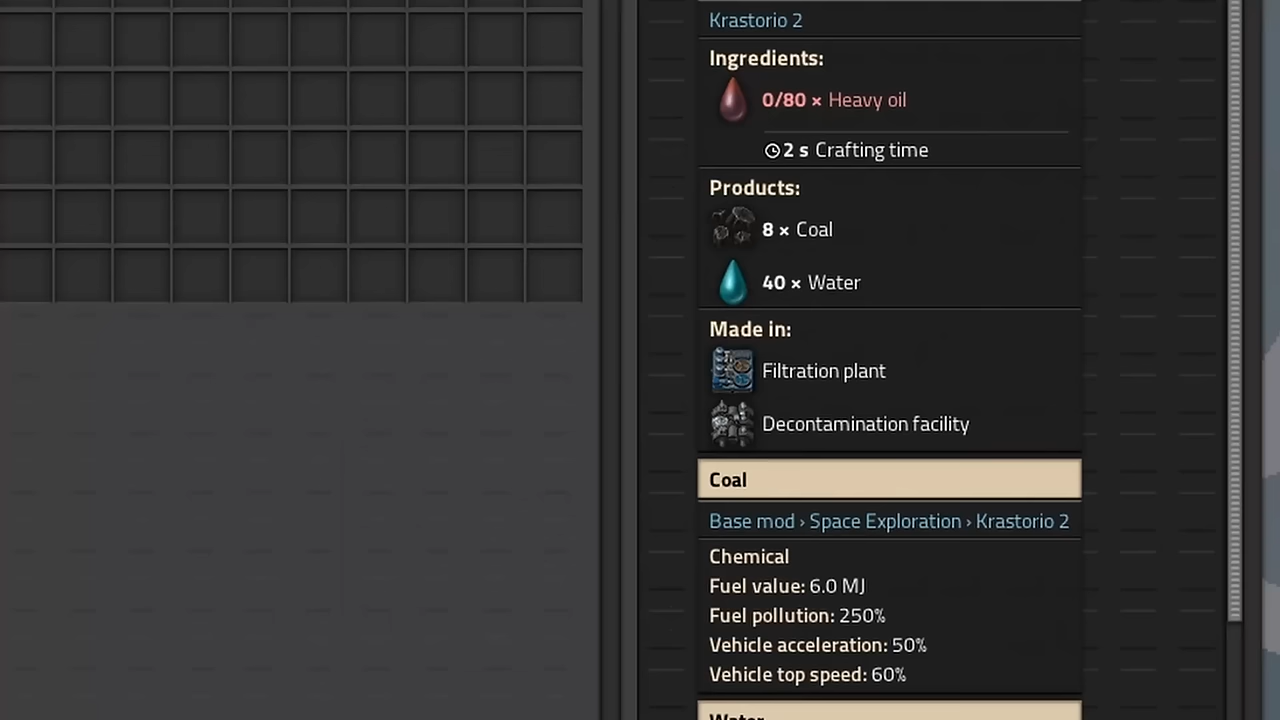 Krastorio 2
Ingredients:
0/80 × Heavy oil
2 s Crafting time
Products:
8 × Coal
40 × Water
Made in:
Filtration plant
Decontamination facility
Coal
Base mod › Space Exploration › Krastorio 2
Chemical
Fuel value: 6.0 MJ
Fuel pollution: 250%
Vehicle acceleration: 50%
Vehicle top speed: 60%
Water